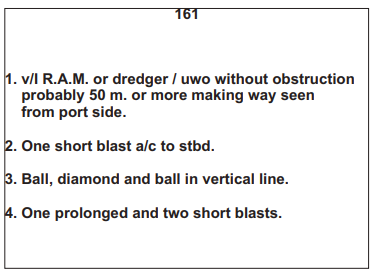 161
1. v/l R.A.M. or dredger / uwo without obstruction
probably 50 m. or more making way seen
from port side.
2. One short blast a/c to stbd.
3. Ball, diamond and ball in vertical line.
4. One prolonged and two short blasts.